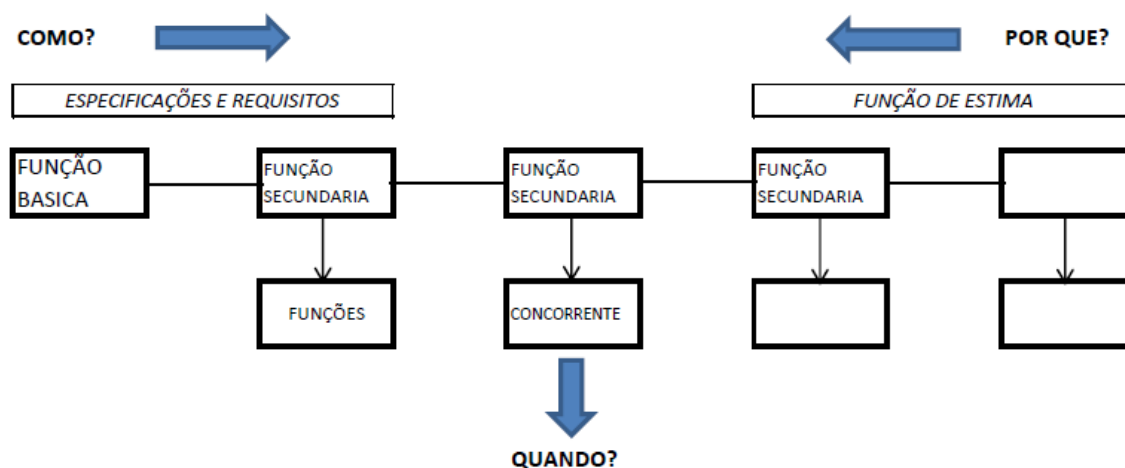 COMO?
POR QUE?
ESPECIFICAÇÕES E REQUISITOS
FUNÇÃO DE ESTIMA
FUNÇÃO
BASICA
FUNÇÃO
SECUNDARIA
FUNÇÃO
SECUNDARIA
FUNÇÃO
SECUNDARIA
FUNÇÕES
CONCORRENTE
QUANDO?